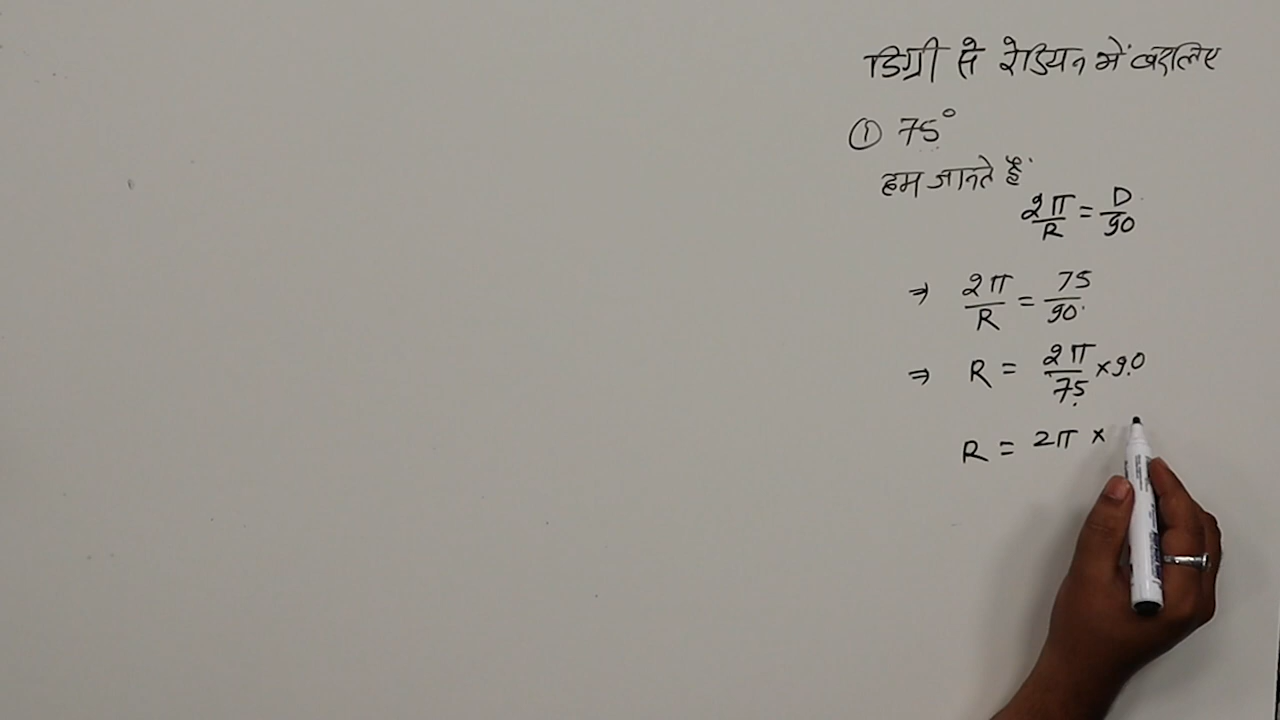 डिग्री से रेडियन में बदलिए
① 75°
हम जानते हैं
2π/R = D/90
⇒ 2π/R = 75/90
⇒ R = 2π/75 × 90
R = 2π ×